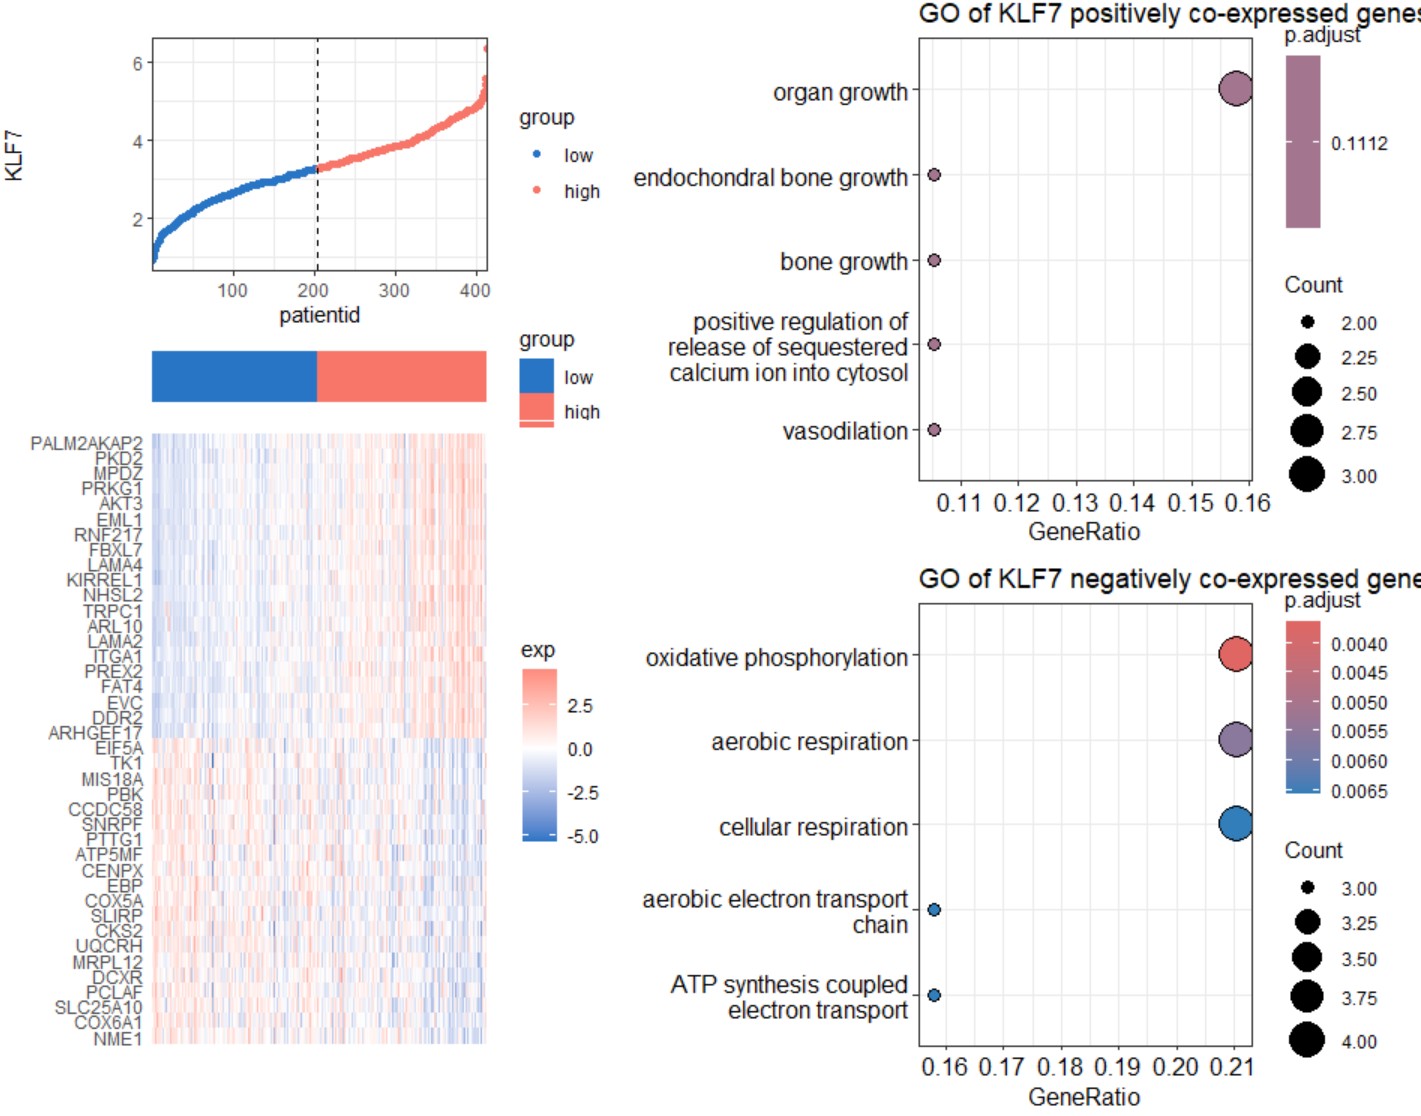 KLF7
6
4
2
100
200
300
400
patientid
group
low
high
group
low
high
PALM2AKAP2
PKD2
MPDZ
PRKG1
AKT3
EML1
RNF217
FBXL7
LAMA4
KIRREL1
NHSL2
TRPC1
ARL10
LAMA2
ITGA1
PREX2
FAT4
EVC
DDR2
ARHGEF17
EIF5A
TK1
MIS18A
PBK
CCDC58
SNRPF
PTTG1
ATP5MF
CENPX
EBP
COX5A
SLIRP
CKS2
UQCRH
MRPL12
DCXR
PCLAF
SLC25A10
COX6A1
NME1
exp
2.5
0.0
-2.5
-5.0
GO of KLF7 positively co-expressed genes
organ growth
endochondral bone growth
bone growth
positive regulation of
release of sequestered
calcium ion into cytosol
vasodilation
0.11
0.12
0.13
0.14
0.15
0.16
GeneRatio
p.adjust
0.1112
Count
2.00
2.25
2.50
2.75
3.00
GO of KLF7 negatively co-expressed gene
oxidative phosphorylation
aerobic respiration
cellular respiration
aerobic electron transport
chain
ATP synthesis coupled
electron transport
0.16
0.17
0.18
0.19
0.20
0.21
GeneRatio
p.adjust
0.0040
0.0045
0.0050
0.0055
0.0060
0.0065
Count
3.00
3.25
3.50
3.75
4.00